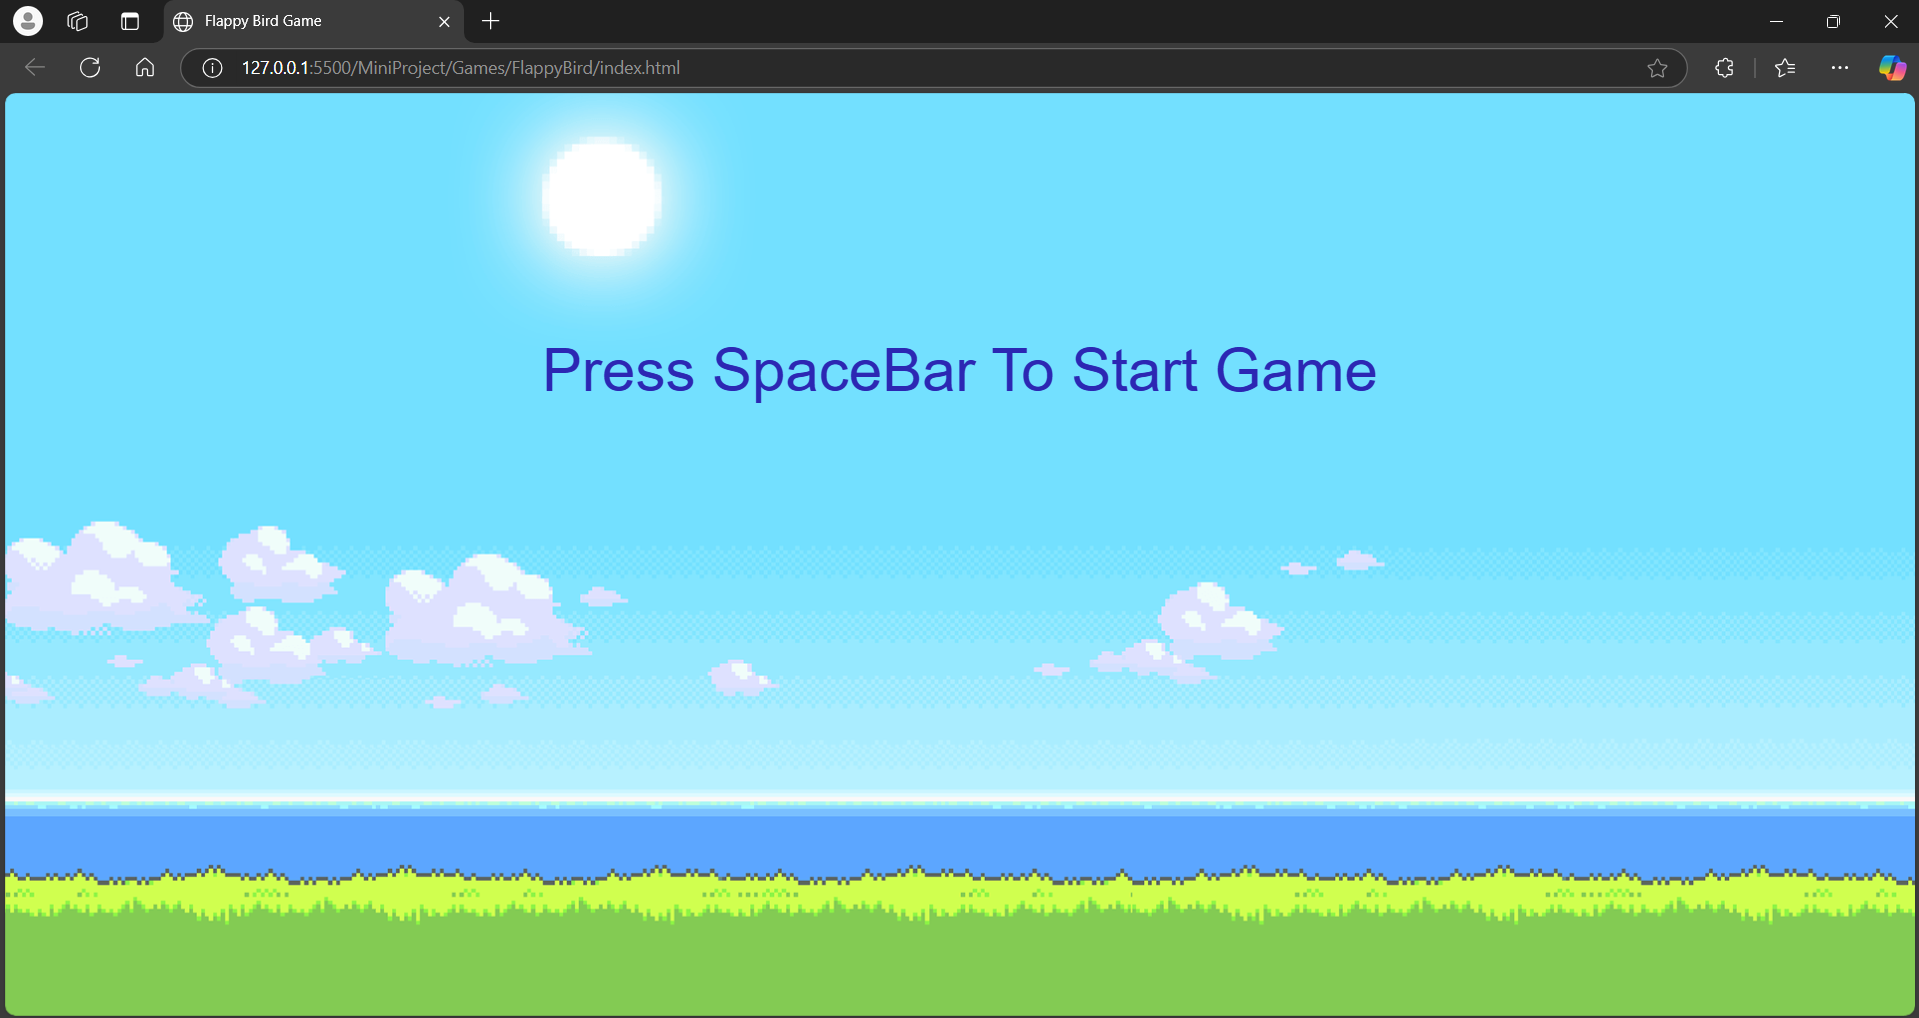 Flappy Bird Game
127.0.0.1:5500/MiniProject/Games/FlappyBird/index.html
Press SpaceBar To Start Game